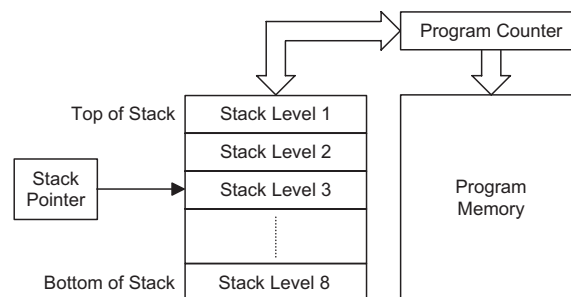 Program Counter
Top of Stack
Stack Level 1
Stack Level 2
Stack
Pointer
Stack Level 3
Program
Memory
Bottom of Stack
Stack Level 8